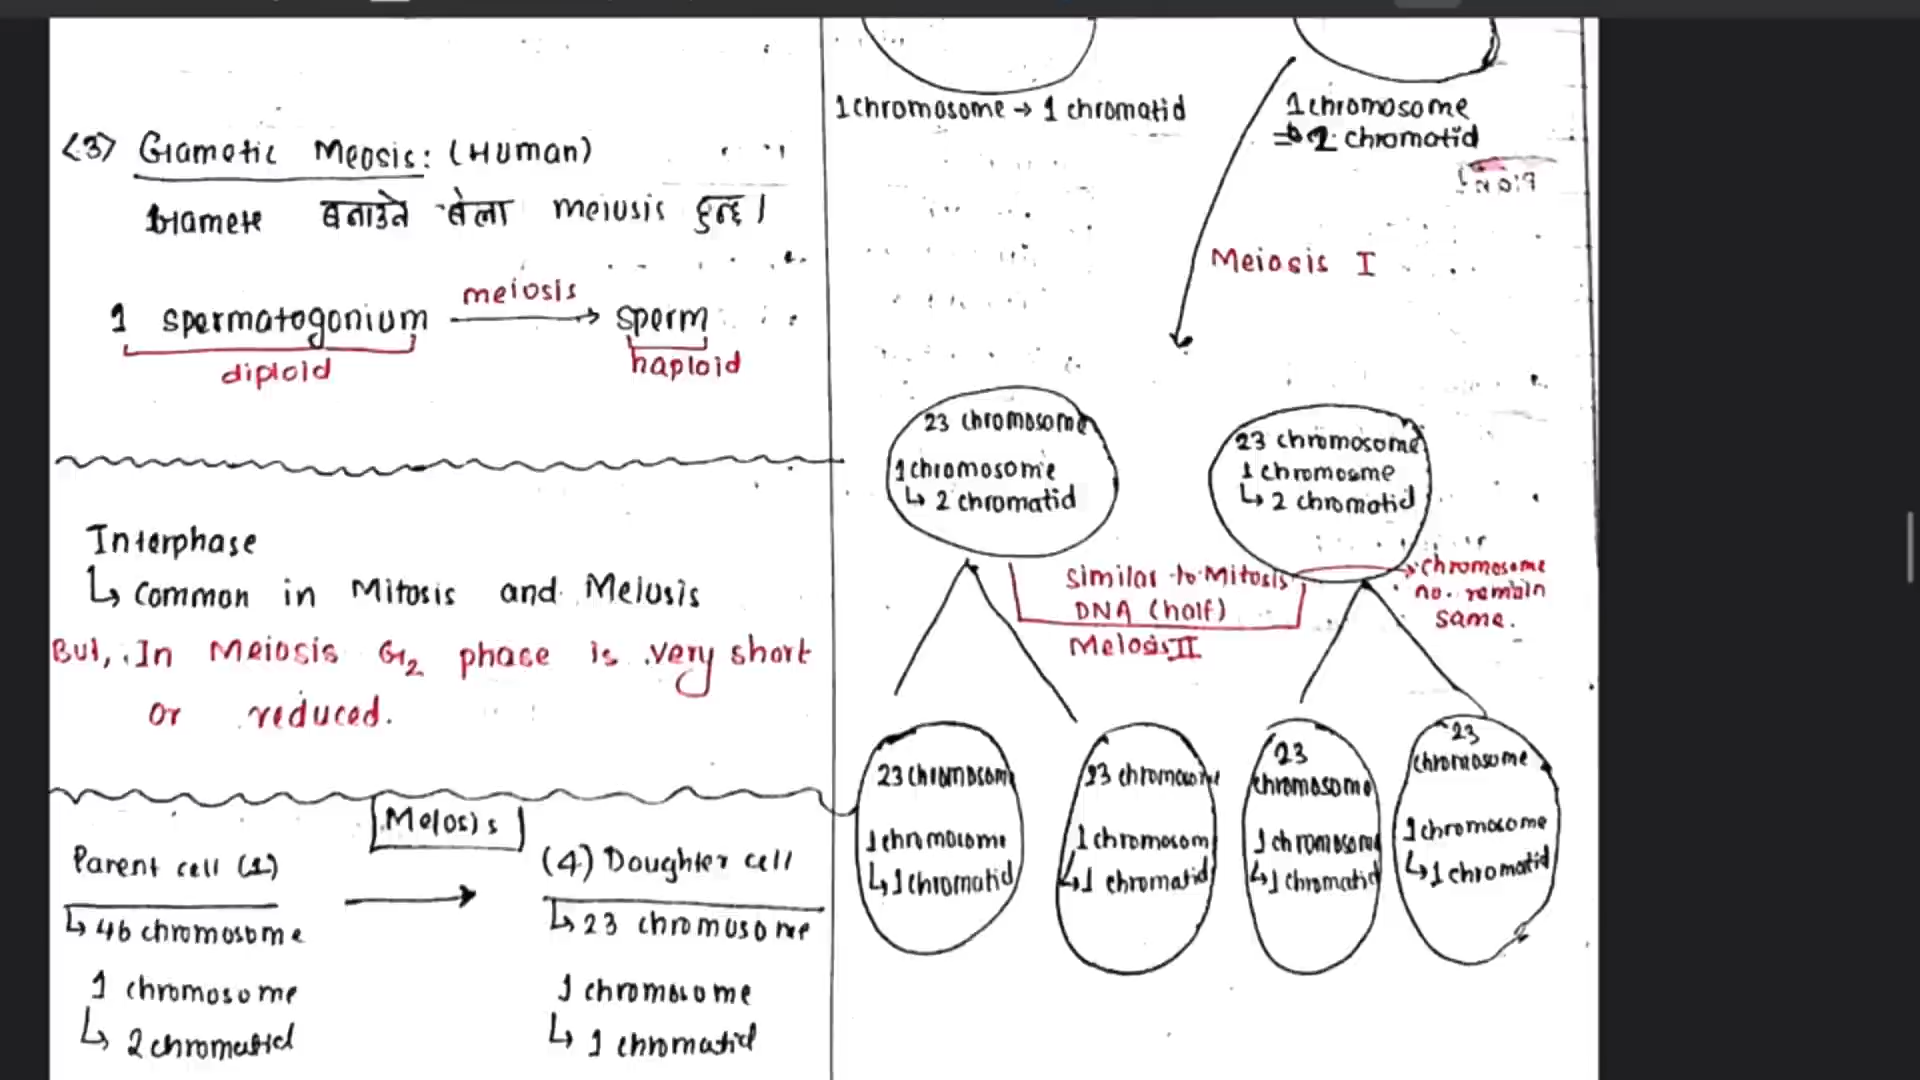 <3> Gametic Meosis: (Human)
Gamete बनाउने बेला meiosis हुन्छ।
1 spermatogonium meiosis → sperm
diploid haploid
Interphase
↳ Common in Mitosis and Meiosis
But, In Meiosis G2 phase is very short
or reduced.
Meiosis
Parent cell (1) → (4) Doughter cell
↳ 46 chromosome
1 chromosome
↳ 2 chromatid
↳ 23 chromosome
1 chromosome
↳ 1 chromatid
1 chromosome → 1 chromatid
1 chromosome
2 chromatid
Meiosis I
23 chromosome
1 chromosome
↳ 2 chromatid
23 chromosome
1 chromosme
↳ 2 chromatid
Similar to Mitosis
DNA (half)
Meiosis II
→ chromosome
no. remain
same.
23 chromosom
1 chromosome
↳ 1 chromatid
23 chromosome
1 chromosom
↳ 1 chromatid
23
chromosome
1 chromosome
↳ 1 chromatid
23
chromosome
1 chromosome
↳ 1 chromatid